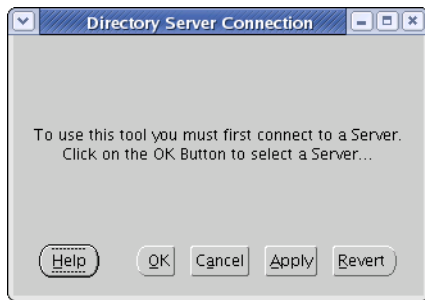 Directory Server Connection
To use this tool you must first connect to a Server.
Click on the OK Button to select a Server...
Help OK Cancel Apply Revert